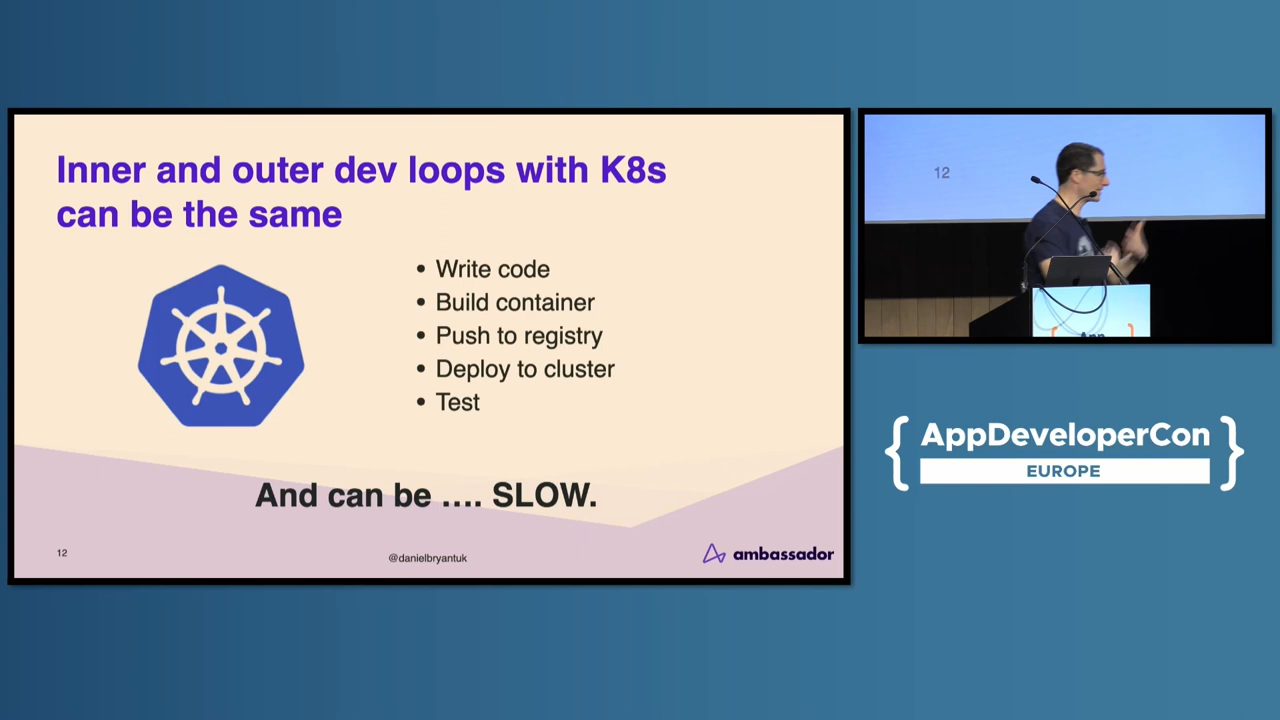 Inner and outer dev loops with K8s
can be the same
• Write code
• Build container
• Push to registry
• Deploy to cluster
• Test
And can be .... SLOW.
12
@danielbryantuk
ambassador
12
App
{ AppDeveloperCon }
EUROPE